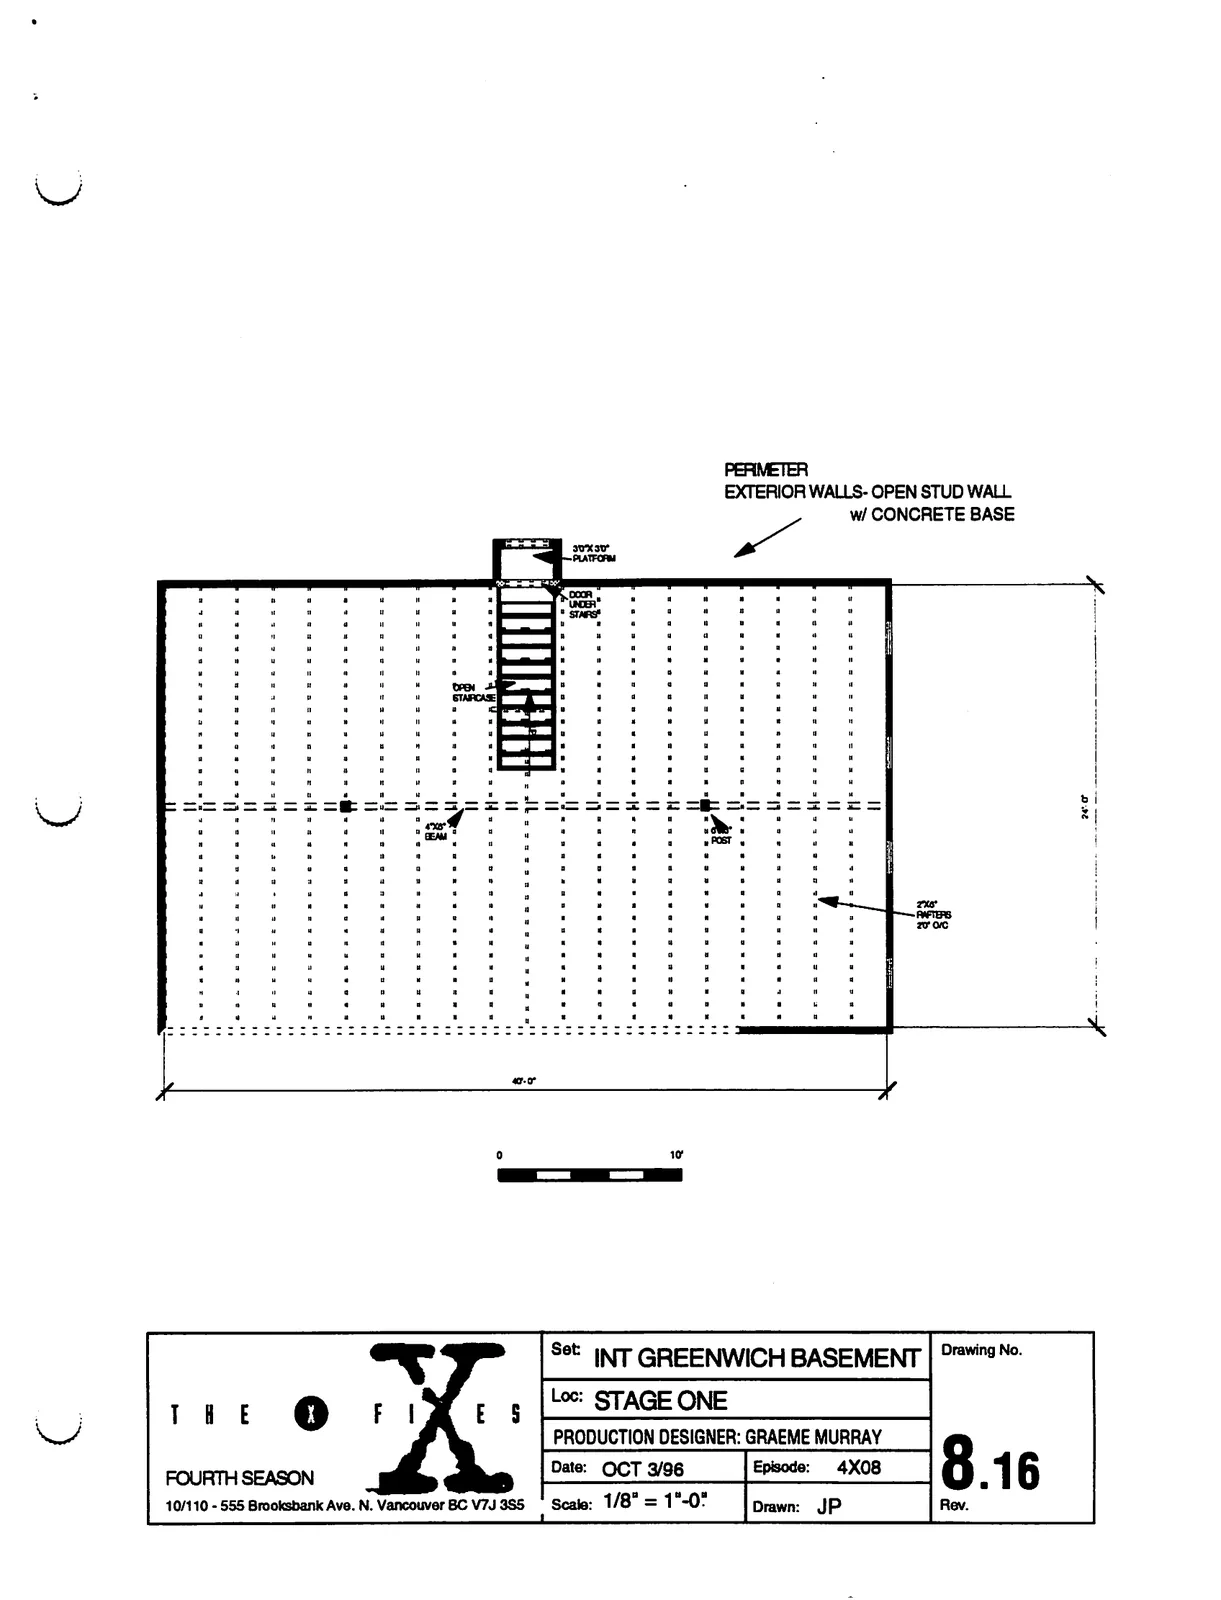 PERIMETER
EXTERIOR WALLS- OPEN STUD WALL
w/ CONCRETE BASE
3'0"X 3'0"
PLATFORM
DOOR
UNDER
STAIRS
OPEN
STAIRCASE
4"X6"
BEAM
POST
24'- 0"
2"X6"
RAFTERS
2'0" O/C
40'- 0"
0 10'
THE X FILES
X
FOURTH SEASON
10/110 - 555 Brooksbank Ave. N. Vancouver BC V7J 3S5
Set: INT GREENWICH BASEMENT
Loc: STAGE ONE
PRODUCTION DESIGNER: GRAEME MURRAY
Date: OCT 3/96
Episode: 4X08
Scale: 1/8" = 1"-0"
Drawn: JP
Drawing No.
8.16
Rev.